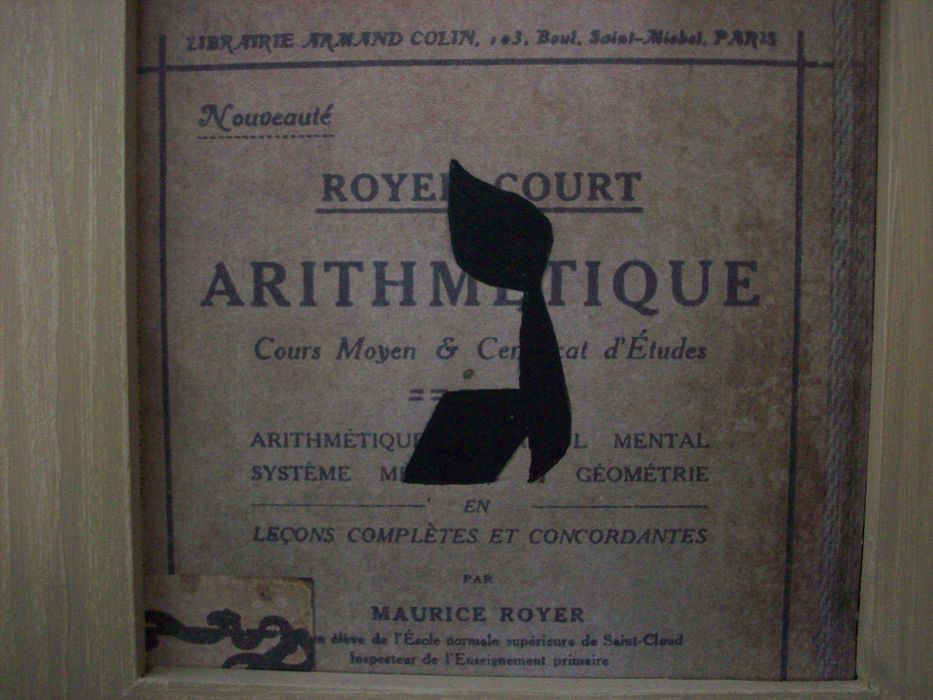 LIBRAIRIE ARMAND COLIN, 103, Boul. Saint-Michel, PARIS
Nouveauté
ROYER COURT
ARITHMÉTIQUE
Cours Moyen & Certificat d'Études
ג
ARITHMÉTIQUE MENTAL
SYSTÈME GÉOMÉTRIE
EN
LEÇONS COMPLÈTES ET CONCORDANTES
PAR
MAURICE ROYER
élève de l'École normale supérieure de Saint-Cloud
Inspecteur de l'Enseignement primaire